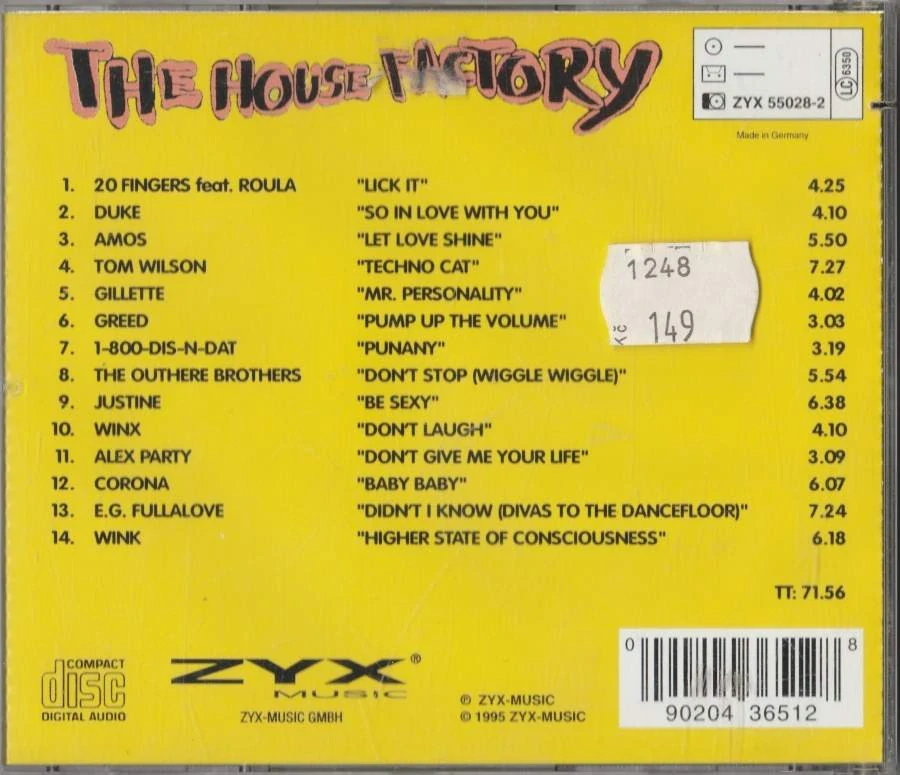 THE HOUSE FACTORY
ZYX 55028-2
LC 6350
Made in Germany
1. 20 FINGERS feat. ROULA "LICK IT" 4.25
2. DUKE "SO IN LOVE WITH YOU" 4.10
3. AMOS "LET LOVE SHINE" 5.50
4. TOM WILSON "TECHNO CAT" 7.27
5. GILLETTE "MR. PERSONALITY" 4.02
6. GREED "PUMP UP THE VOLUME" 3.03
7. 1-800-DIS-N-DAT "PUNANY" 3.19
8. THE OUTHERE BROTHERS "DON'T STOP (WIGGLE WIGGLE)" 5.54
9. JUSTINE "BE SEXY" 6.38
10. WINX "DON'T LAUGH" 4.10
11. ALEX PARTY "DON'T GIVE ME YOUR LIFE" 3.09
12. CORONA "BABY BABY" 6.07
13. E.G. FULLALOVE "DIDN'T I KNOW (DIVAS TO THE DANCEFLOOR)" 7.24
14. WINK "HIGHER STATE OF CONSCIOUSNESS" 6.18
1248
Kč 149
TT: 71.56
COMPACT
disc
DIGITAL AUDIO
ZYX®
MUSIC
ZYX-MUSIC GMBH
℗ ZYX-MUSIC
© 1995 ZYX-MUSIC
0 90204 36512 8